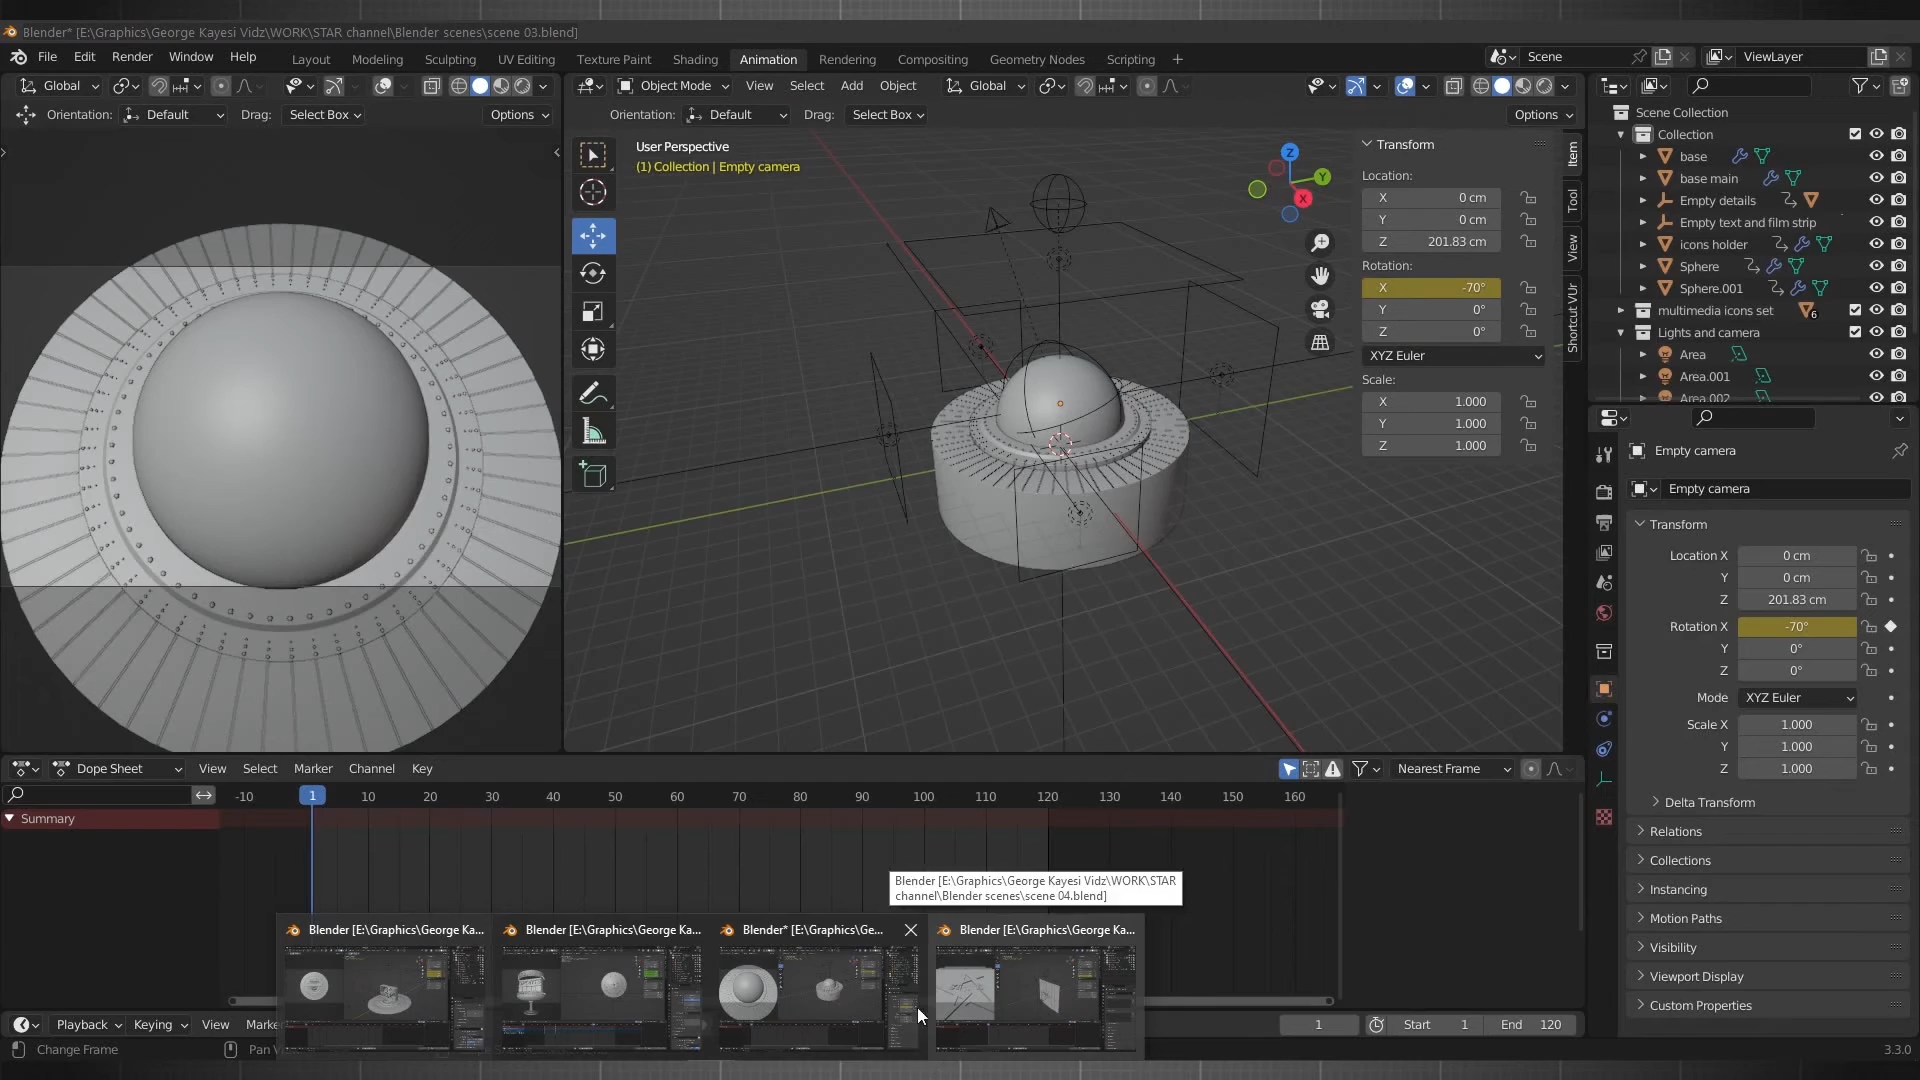 Blender* [E:\Graphics\George Kayesi Vidz\WORK\STAR channel\Blender scenes\scene 03.blend]
File Edit Render Window Help Layout Modeling Sculpting UV Editing Texture Paint Shading Animation Rendering Compositing Geometry Nodes Scripting + Scene ViewLayer
Global Object Mode View Select Add Object Global
Orientation: Default Drag: Select Box Options Orientation: Default Drag: Select Box Options
User Perspective
(1) Collection | Empty camera
Z
Y
X
Transform
Location:
X 0 cm
Y 0 cm
Z 201.83 cm
Rotation:
X -70°
Y 0°
Z 0°
XYZ Euler
Scale:
X 1.000
Y 1.000
Z 1.000
Item
Tool
View
Shortcut VUr
Scene Collection
Collection
base
base main
Empty details
Empty text and film strip
icons holder
Sphere
Sphere.001
multimedia icons set 6
Lights and camera
Area
Area.001
Area.002
Empty camera
Empty camera
Transform
Location X 0 cm
Y 0 cm
Z 201.83 cm
Rotation X -70°
Y 0°
Z 0°
Mode XYZ Euler
Scale X 1.000
Y 1.000
Z 1.000
Delta Transform
Relations
Collections
Instancing
Motion Paths
Visibility
Viewport Display
Custom Properties
Dope Sheet View Select Marker Channel Key Nearest Frame
-10 1 10 20 30 40 50 60 70 80 90 100 110 120 130 140 150 160
Summary
Blender [E:\Graphics\George Kayesi Vidz\WORK\STAR
channel\Blender scenes\scene 04.blend]
Blender [E:\Graphics\George Ka... Blender [E:\Graphics\George Ka... Blender* [E:\Graphics\Ge... Blender [E:\Graphics\George Ka...
Playback Keying View Marke 1 Start 1 End 120
Change Frame Pan V 3.3.0